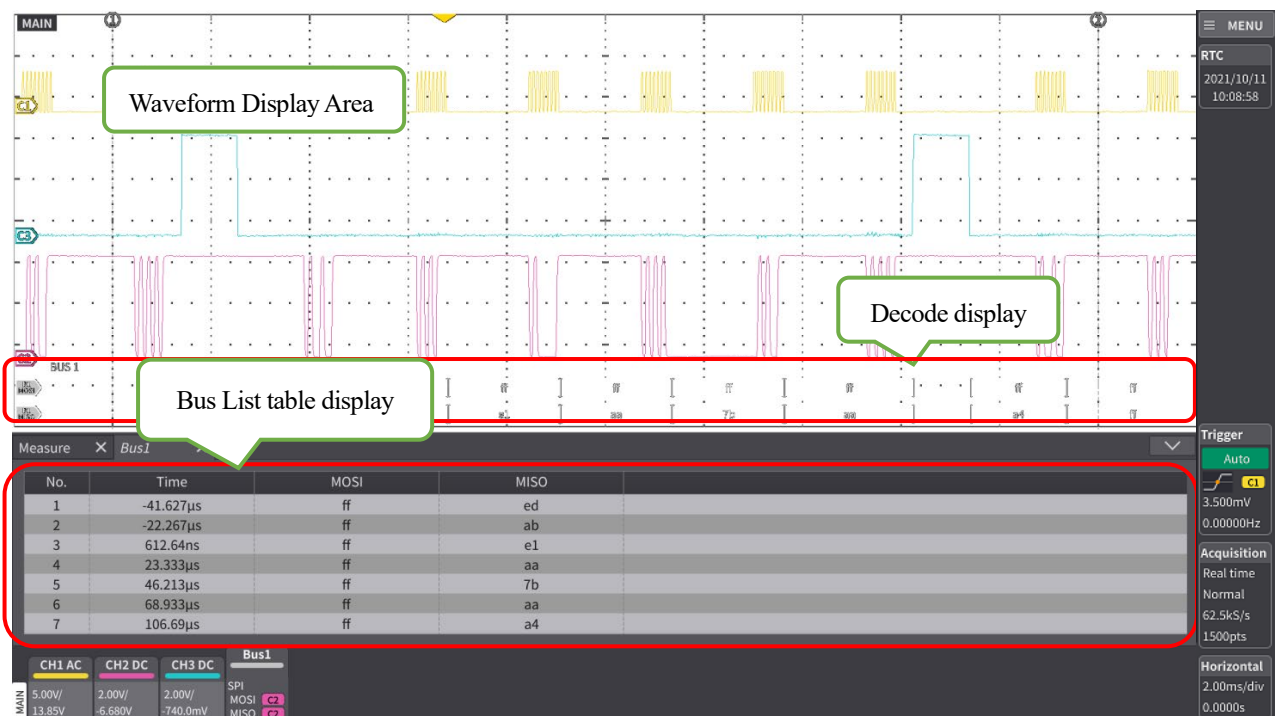 MAIN
1
2
MENU
RTC
2021/10/11
10:08:58
Waveform Display Area
C1
C3
Decode display
C2
BUS 1
MOSI
Bus List table display
ff ff ff ff ff ff
e1 aa 7b aa a4 ff
Measure X Bus1
No. Time MOSI MISO
1 -41.627µs ff ed
2 -22.267µs ff ab
3 612.64ns ff e1
4 23.333µs ff aa
5 46.213µs ff 7b
6 68.933µs ff aa
7 106.69µs ff a4
Trigger
Auto
C1
3.500mV
0.00000Hz
Acquisition
Real time
Normal
62.5kS/s
1500pts
Horizontal
2.00ms/div
0.0000s
MAIN
CH1 AC
5.00V/
13.85V
CH2 DC
2.00V/
-6.680V
CH3 DC
2.00V/
-740.0mV
Bus1
SPI
MOSI C2
MISO C2